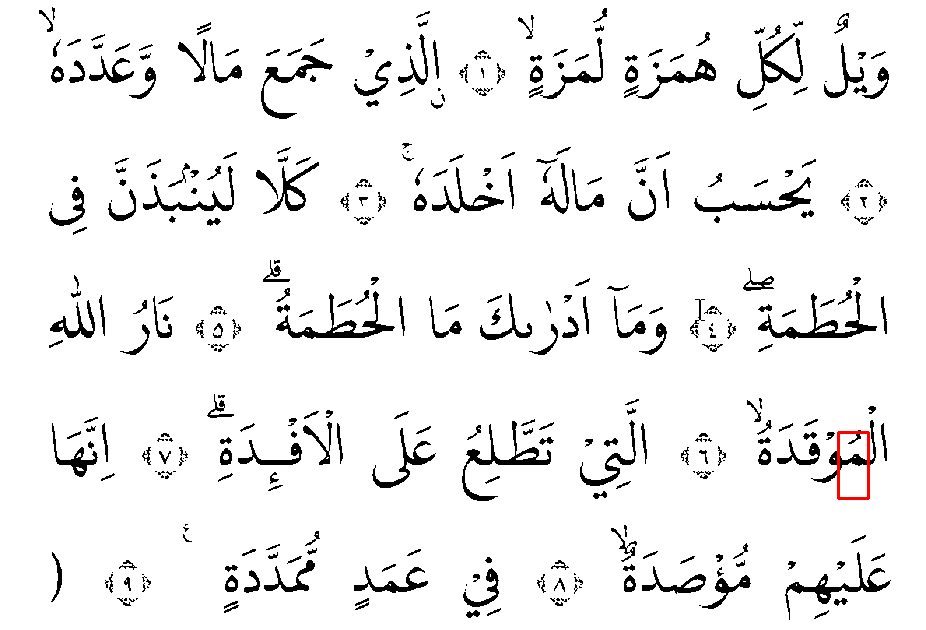 وَيْلٌ لِّكُلِّ هُمَزَةٍ لُّمَزَةٍۙ ١ ۨالَّذِيْ جَمَعَ مَالًا وَّعَدَّدَهٗۙ
٢ يَحْسَبُ اَنَّ مَالَهٗٓ اَخْلَدَهٗۚ ٣ كَلَّا لَيُنْۢبَذَنَّ فِى
الْحُطَمَةِۖ ٤ وَمَآ اَدْرٰىكَ مَا الْحُطَمَةُۗ ٥ نَارُ اللّٰهِ
الْمُوْقَدَةُۙ ٦ الَّتِيْ تَطَّلِعُ عَلَى الْاَفْـِٕدَةِۗ ٧ اِنَّهَا
عَلَيْهِمْ مُّؤْصَدَةٌۙ ٨ فِيْ عَمَدٍ مُّمَدَّدَةٍ ࣖ ٩ (